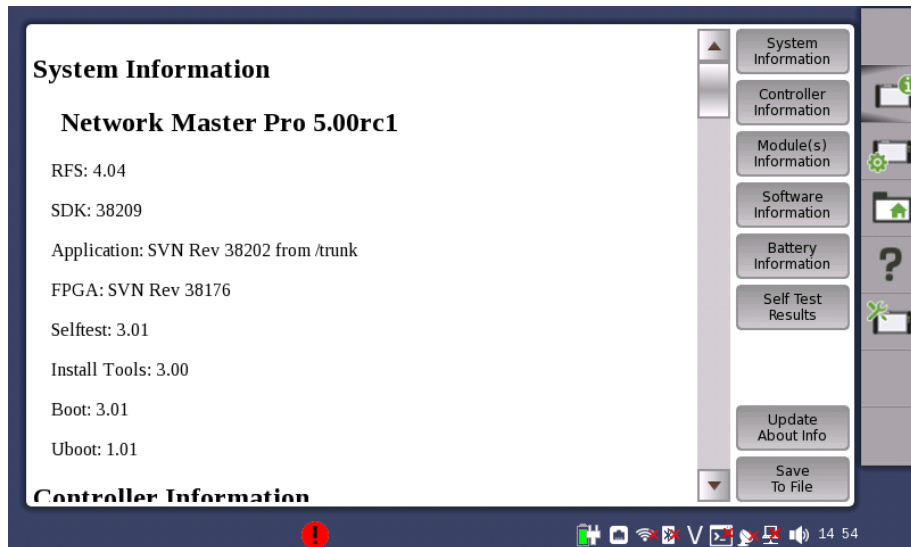 System Information
Network Master Pro 5.00rc1
RFS: 4.04
SDK: 38209
Application: SVN Rev 38202 from /trunk
FPGA: SVN Rev 38176
Selftest: 3.01
Install Tools: 3.00
Boot: 3.01
Uboot: 1.01
Controller Information
System
Information
Controller
Information
Module(s)
Information
Software
Information
Battery
Information
Self Test
Results
Update
About Info
Save
To File
V
14 54